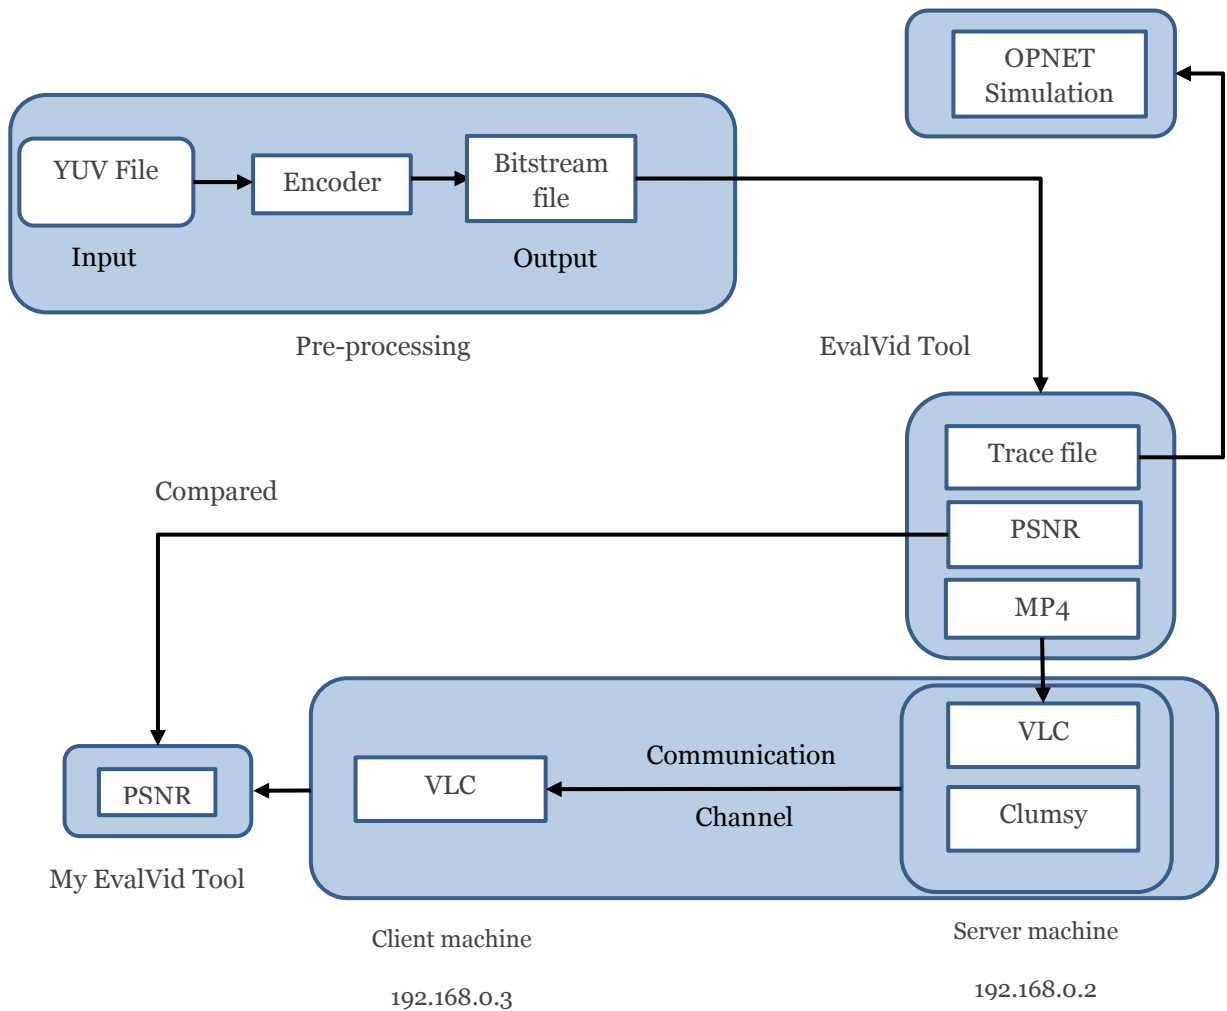 OPNET
Simulation
YUV File
Encoder
Bitstream
file
Input
Output
Pre-processing
EvalVid Tool
Trace file
Compared
PSNR
MP4
VLC
Communication
VLC
PSNR
Channel
Clumsy
My EvalVid Tool
Client machine
Server machine
192.168.0.3
192.168.0.2